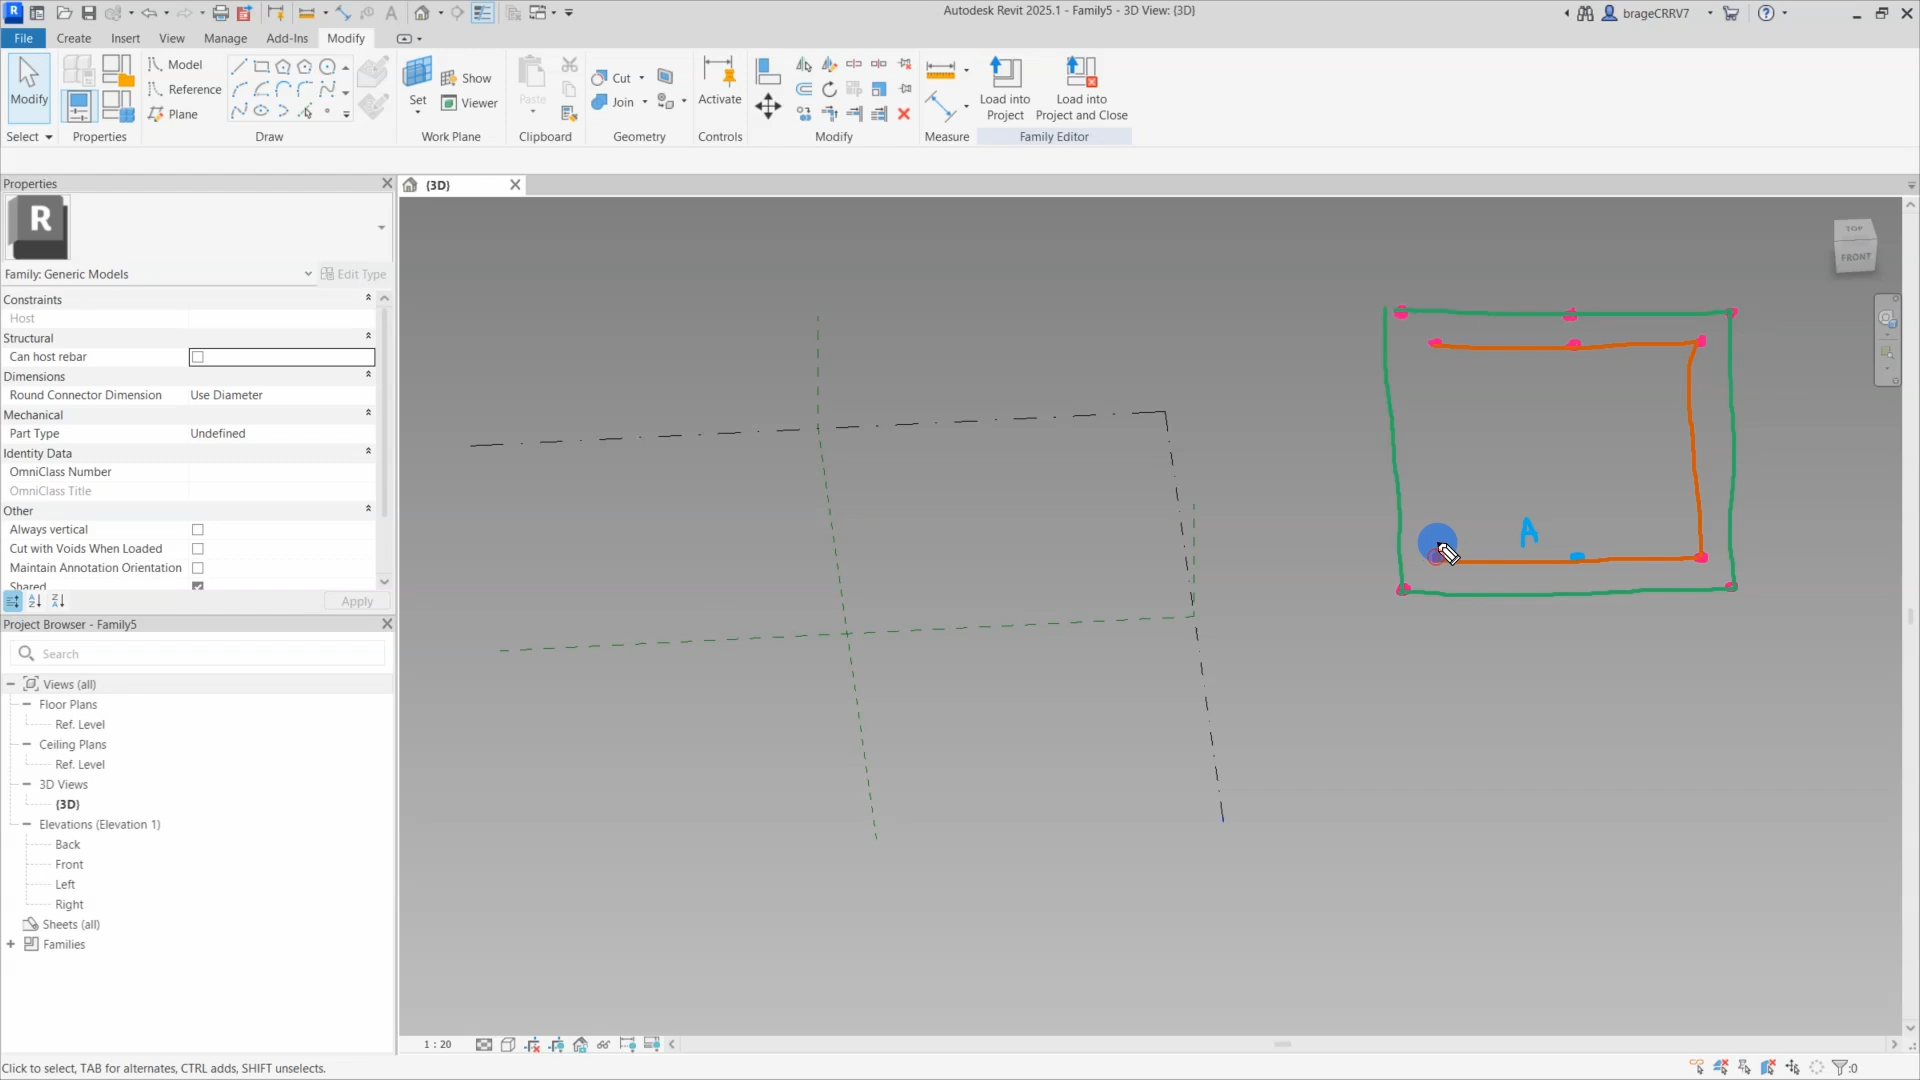 Autodesk Revit 2025.1 - Family5 - 3D View: {3D}
brageCRRV7
File Create Insert View Manage Add-Ins Modify
Modify
Select
Properties
Model
Reference
Plane
Draw
Set
Show
Viewer
Work Plane
Paste
Clipboard
Cut
Join
Geometry
Activate
Controls
Modify
Measure
Load into
Project
Load into
Project and Close
Family Editor
Properties
R
Family: Generic Models
Edit Type
Constraints
Host
Structural
Can host rebar
Dimensions
Round Connector Dimension Use Diameter
Mechanical
Part Type Undefined
Identity Data
OmniClass Number
OmniClass Title
Other
Always vertical
Cut with Voids When Loaded
Maintain Annotation Orientation
Shared
Apply
Project Browser - Family5
Search
Views (all)
Floor Plans
Ref. Level
Ceiling Plans
Ref. Level
3D Views
{3D}
Elevations (Elevation 1)
Back
Front
Left
Right
Sheets (all)
Families
{3D}
TOP
FRONT
A
1 : 20
Click to select, TAB for alternates, CTRL adds, SHIFT unselects.
:0